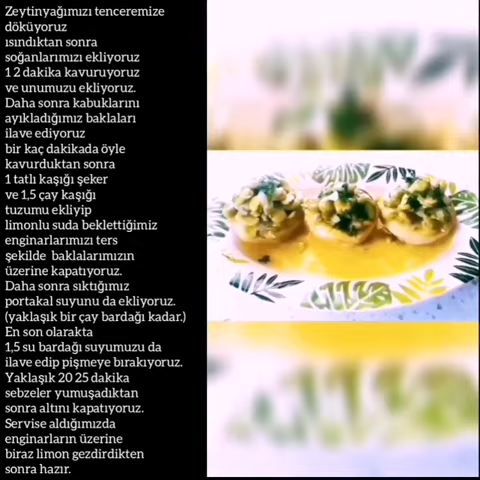 Zeytinyağımızı tenceremize
döküyoruz
ısındıktan sonra
soğanlarımızı ekliyoruz
1 2 dakika kavuruyoruz
ve unumuzu ekliyoruz.
Daha sonra kabuklarını
ayıkladığımız baklaları
ilave ediyoruz
bir kaç dakikada öyle
kavurduktan sonra
1 tatlı kaşığı şeker
ve 1,5 çay kaşığı
tuzumu ekliyip
limonlu suda beklettiğimiz
enginarlarımızı ters
şekilde baklalarımızın
üzerine kapatıyoruz.
Daha sonra sıktığımız
portakal suyunu da ekliyoruz.
(yaklaşık bir çay bardağı kadar.)
En son olarakta
1,5 su bardağı suyumuzu da
ilave edip pişmeye bırakıyoruz.
Yaklaşık 20 25 dakika
sebzeler yumuşadıktan
sonra altını kapatıyoruz.
Servise aldığımızda
enginarların üzerine
biraz limon gezdirdikten
sonra hazır.